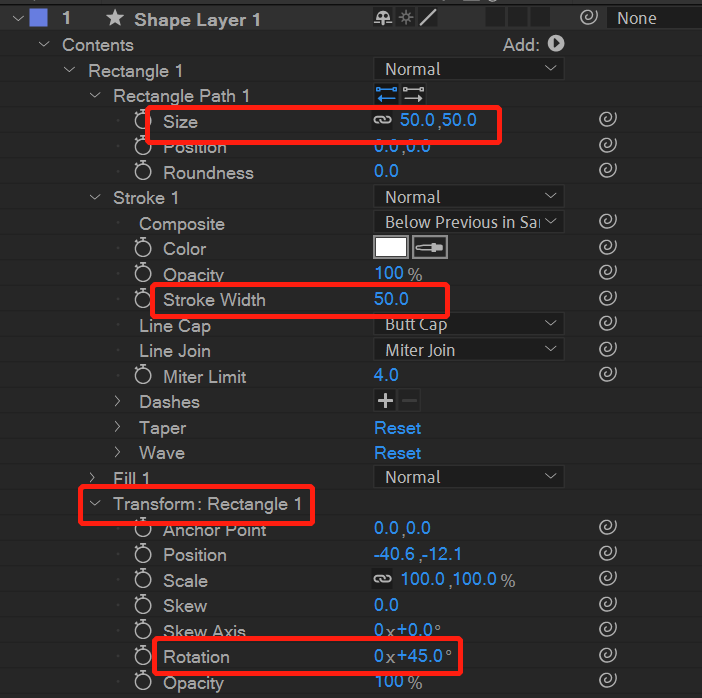 1 Shape Layer 1 None
Contents Add:
Rectangle 1 Normal
Rectangle Path 1
Size 50.0,50.0
Position 0.0,0.0
Roundness 0.0
Stroke 1 Normal
Composite Below Previous in Sar
Color
Opacity 100 %
Stroke Width 50.0
Line Cap Butt Cap
Line Join Miter Join
Miter Limit 4.0
Dashes + −
Taper Reset
Wave Reset
Fill 1 Normal
Transform: Rectangle 1
Anchor Point 0.0,0.0
Position -40.6,-12.1
Scale 100.0,100.0 %
Skew 0.0
Skew Axis 0x+0.0°
Rotation 0x+45.0°
Opacity 100 %